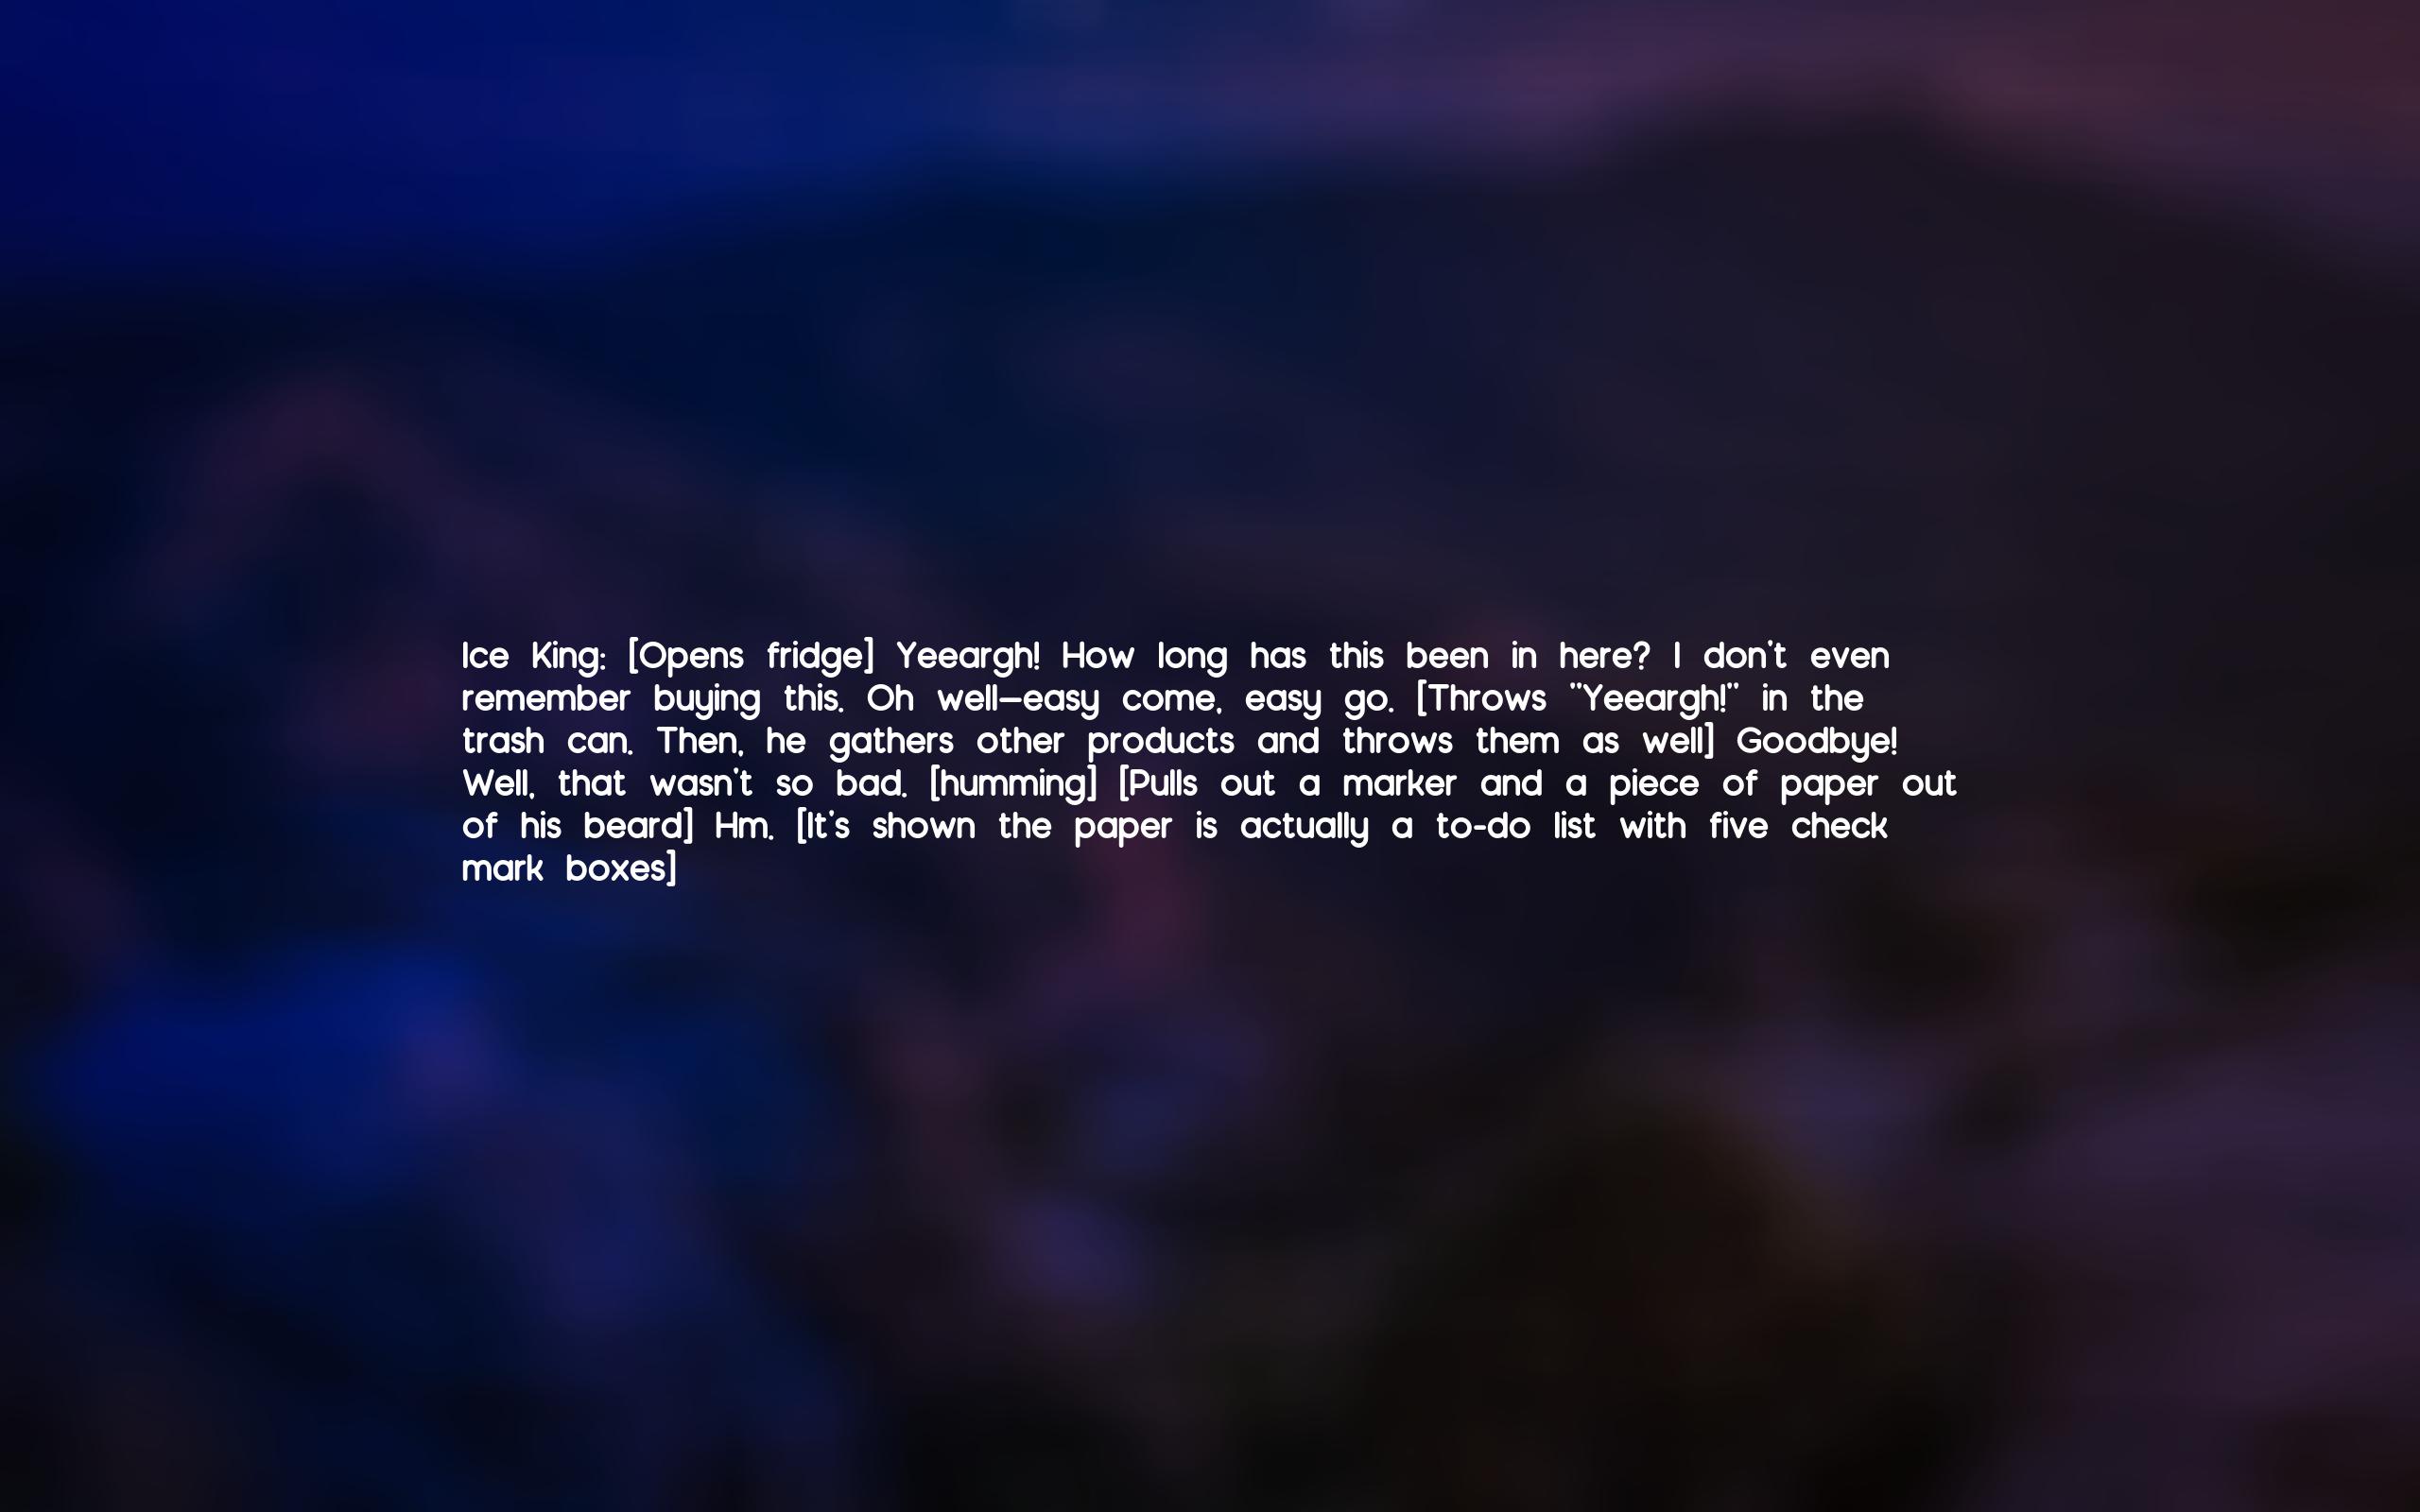 Ice King: [Opens fridge] Yeeargh! How long has this been in here? I don't even
remember buying this. Oh well—easy come, easy go. [Throws "Yeeargh!" in the
trash can. Then, he gathers other products and throws them as well] Goodbye!
Well, that wasn't so bad. [humming] [Pulls out a marker and a piece of paper out
of his beard] Hm. [It's shown the paper is actually a to-do list with five check
mark boxes]